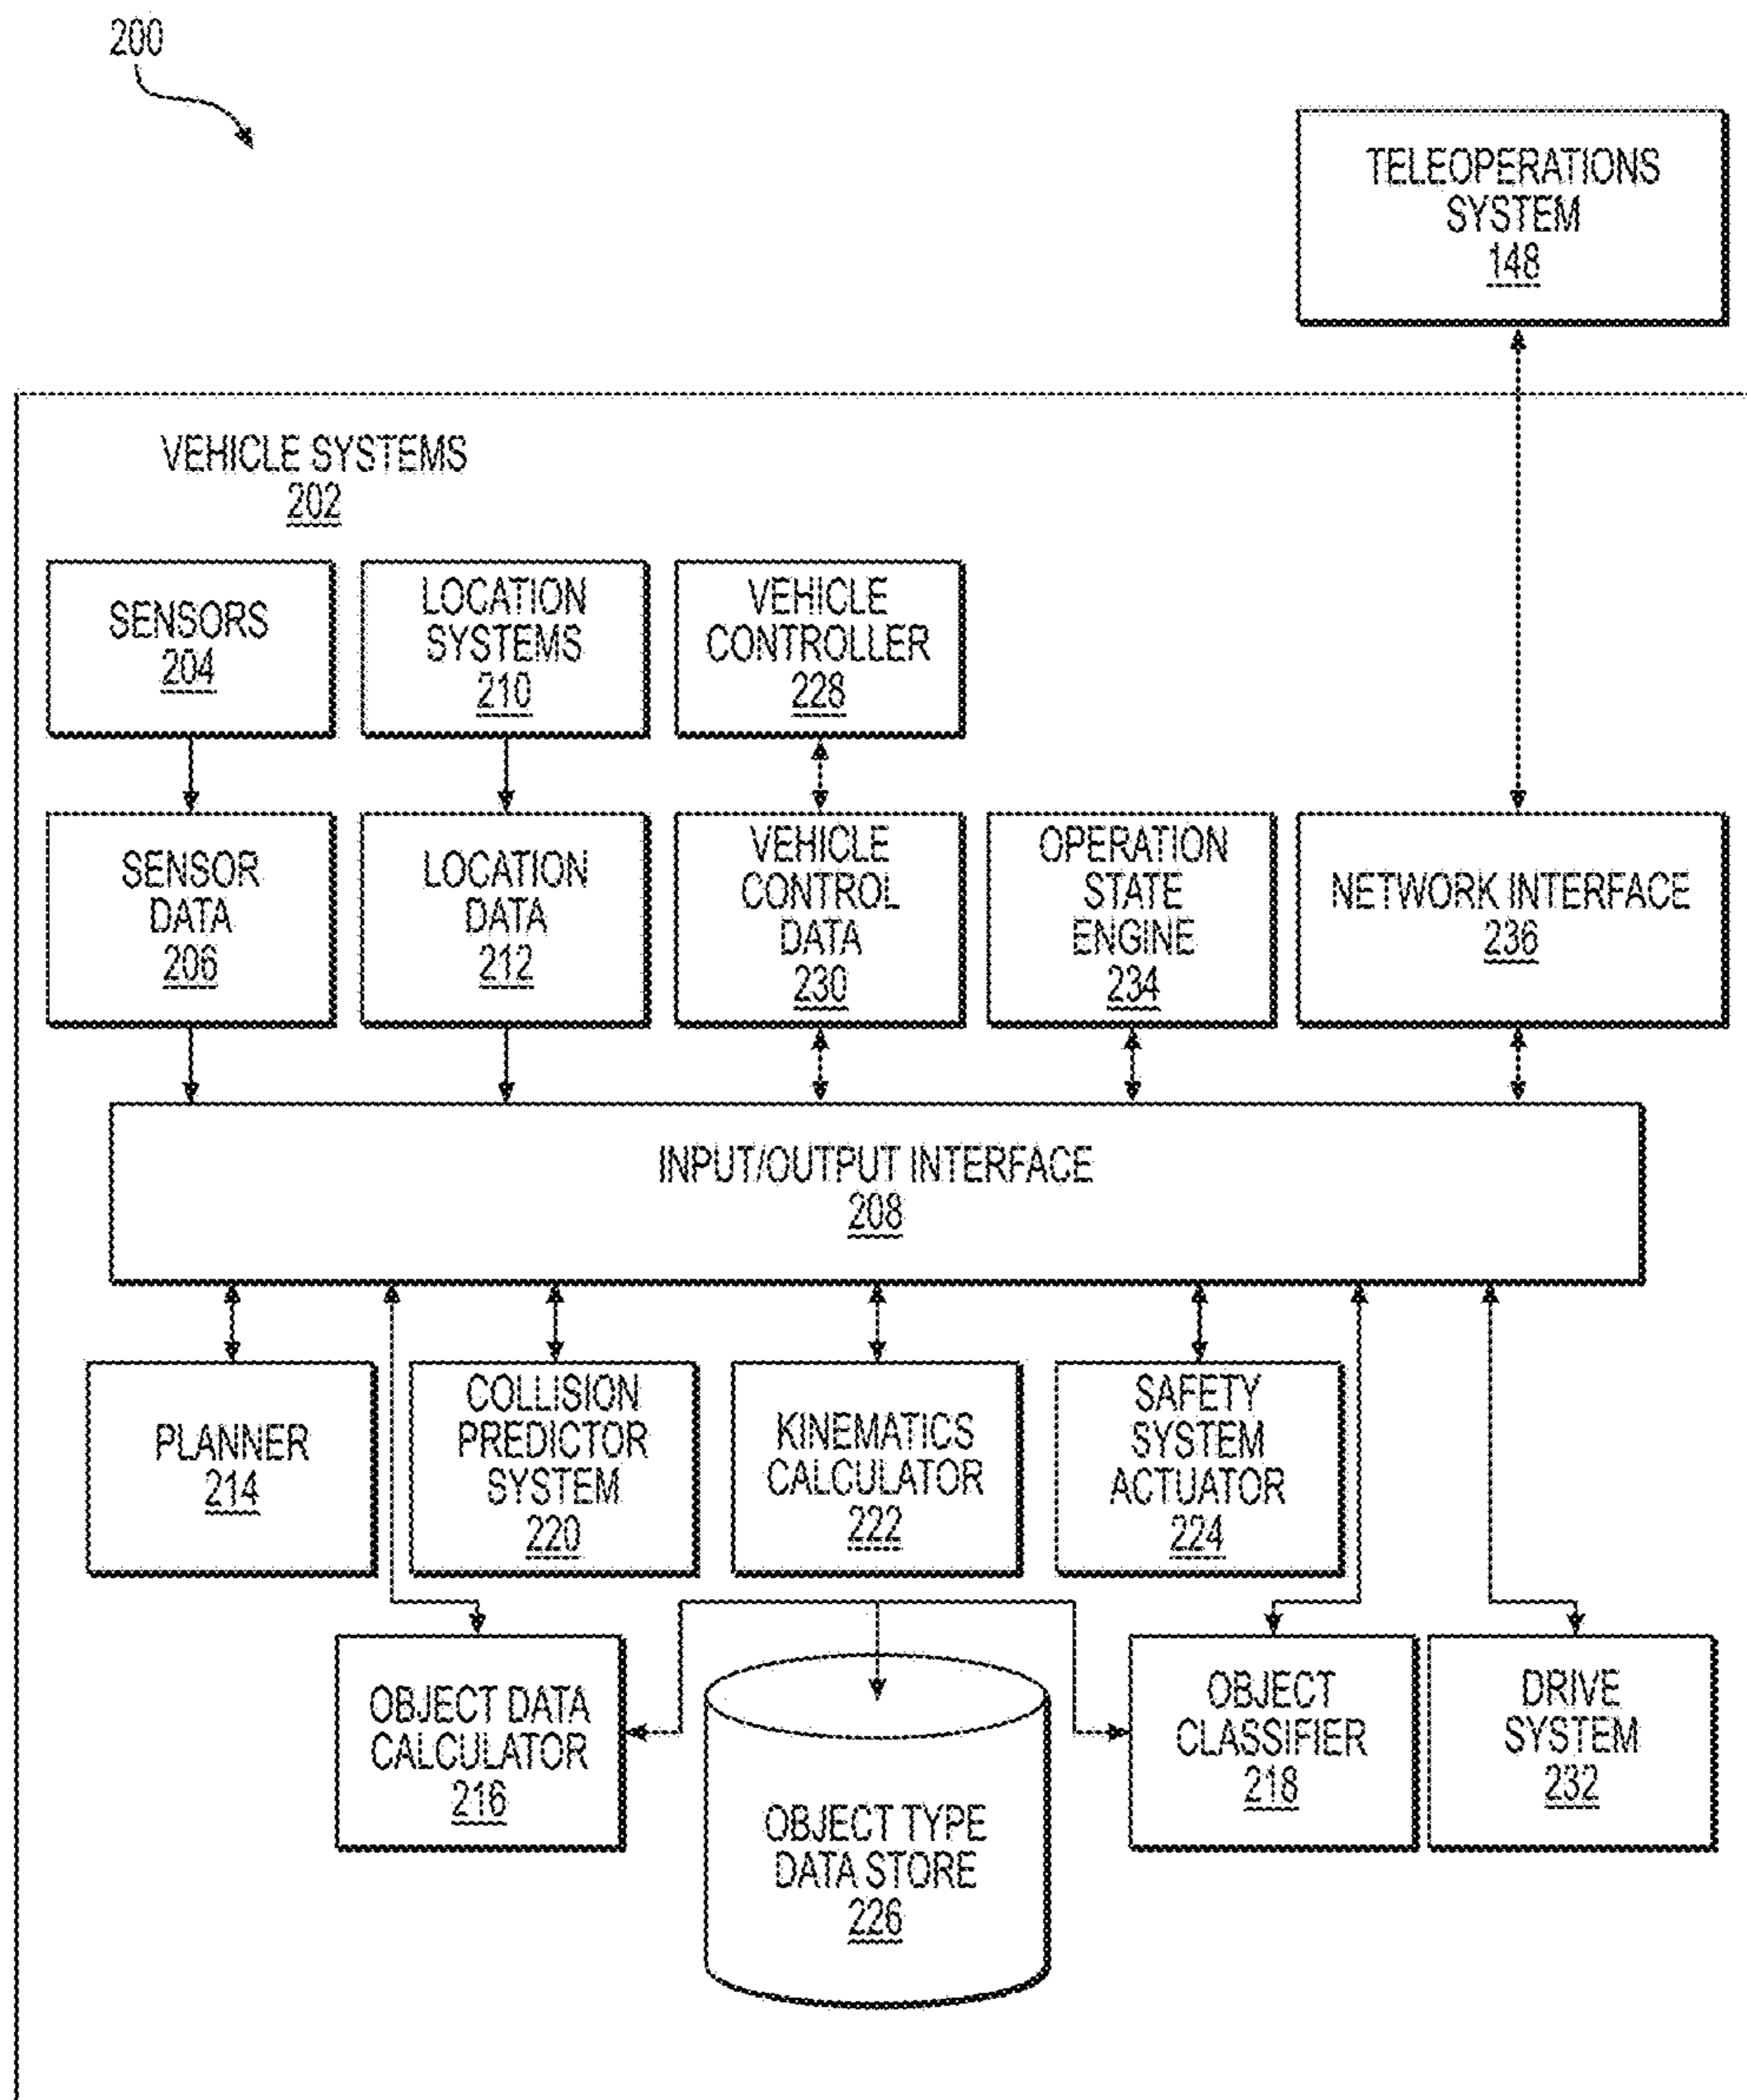 200
TELEOPERATIONS
SYSTEM
148
VEHICLE SYSTEMS
202
SENSORS
204
LOCATION
SYSTEMS
210
VEHICLE
CONTROLLER
228
SENSOR
DATA
206
LOCATION
DATA
212
VEHICLE
CONTROL
DATA
230
OPERATION
STATE
ENGINE
234
NETWORK INTERFACE
236
INPUT/OUTPUT INTERFACE
208
PLANNER
214
COLLISION
PREDICTOR
SYSTEM
220
KINEMATICS
CALCULATOR
222
SAFETY
SYSTEM
ACTUATOR
224
OBJECT DATA
CALCULATOR
216
OBJECT TYPE
DATA STORE
226
OBJECT
CLASSIFIER
218
DRIVE
SYSTEM
232